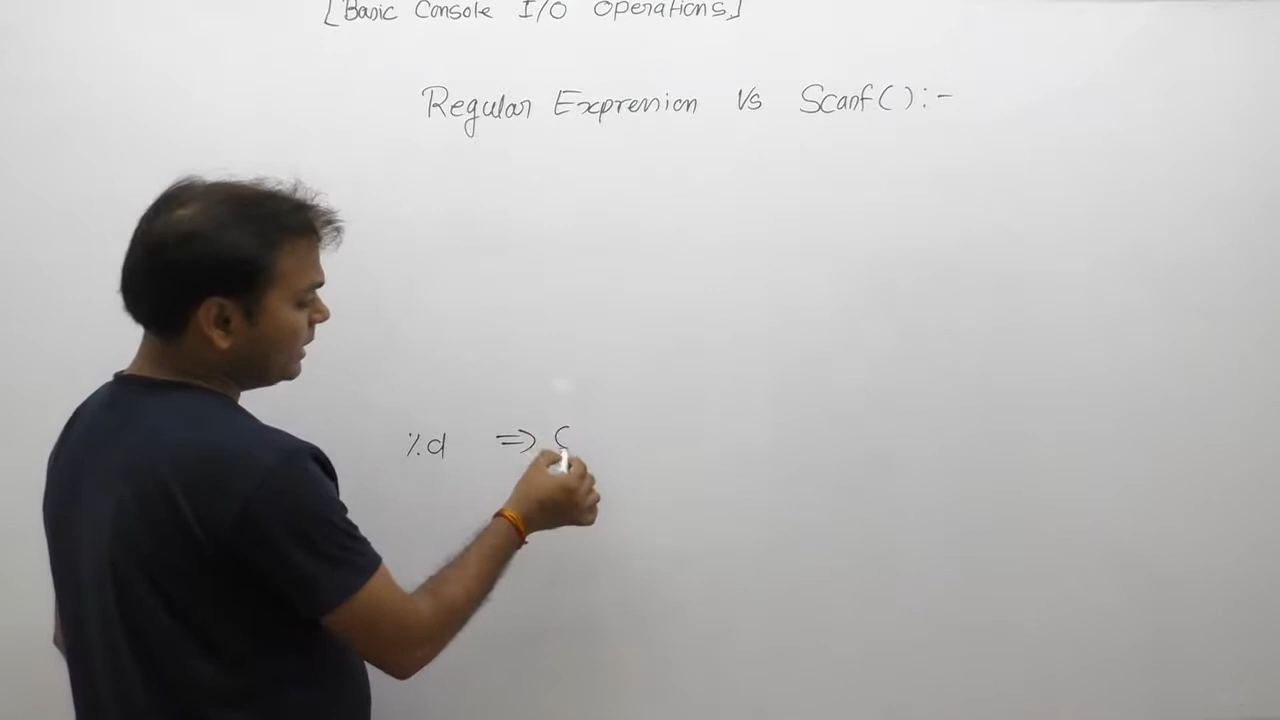 [Basic Console I/O Operations]
Regular Expression Vs Scanf() :-
%d => C